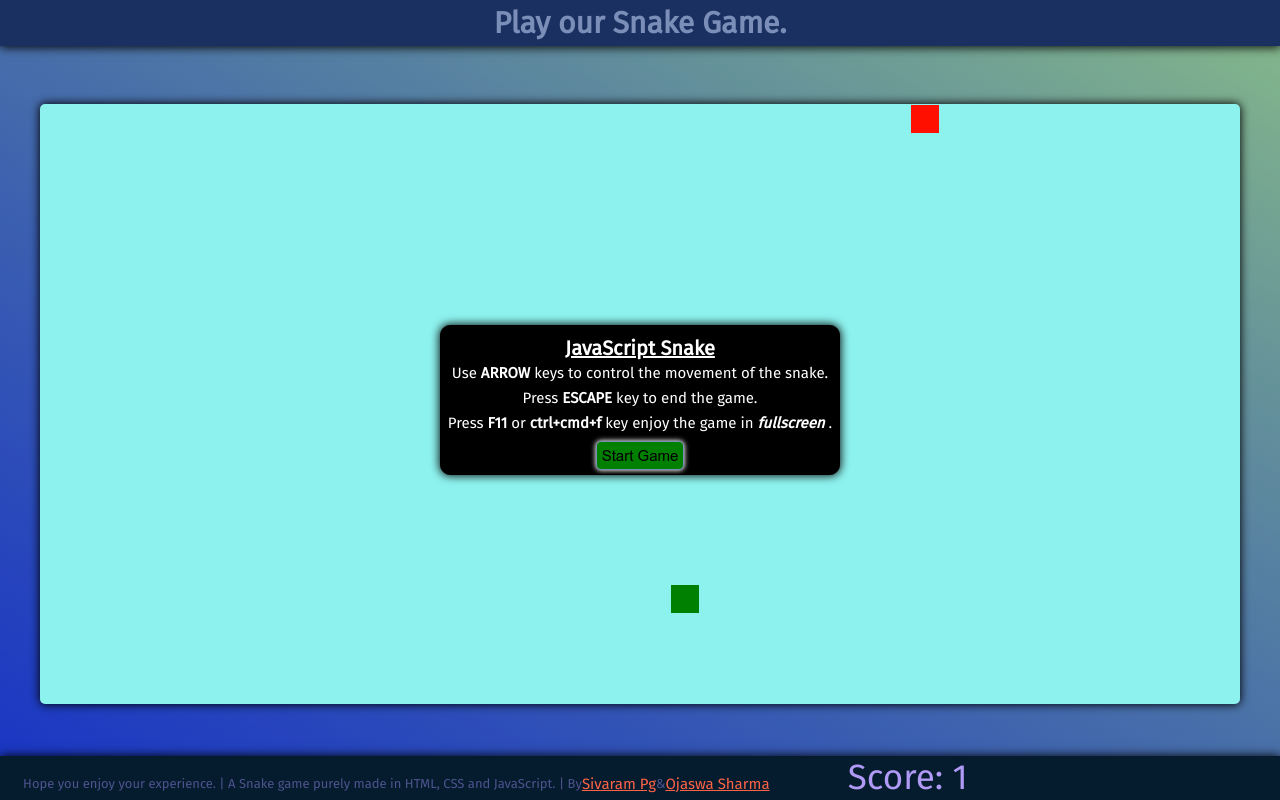 Play our Snake Game.
JavaScript Snake
Use ARROW keys to control the movement of the snake.
Press ESCAPE key to end the game.
Press F11 or ctrl+cmd+f key enjoy the game in fullscreen .
Start Game
Hope you enjoy your experience. | A Snake game purely made in HTML, CSS and JavaScript. | By Sivaram Pg & Ojaswa Sharma
Score: 1